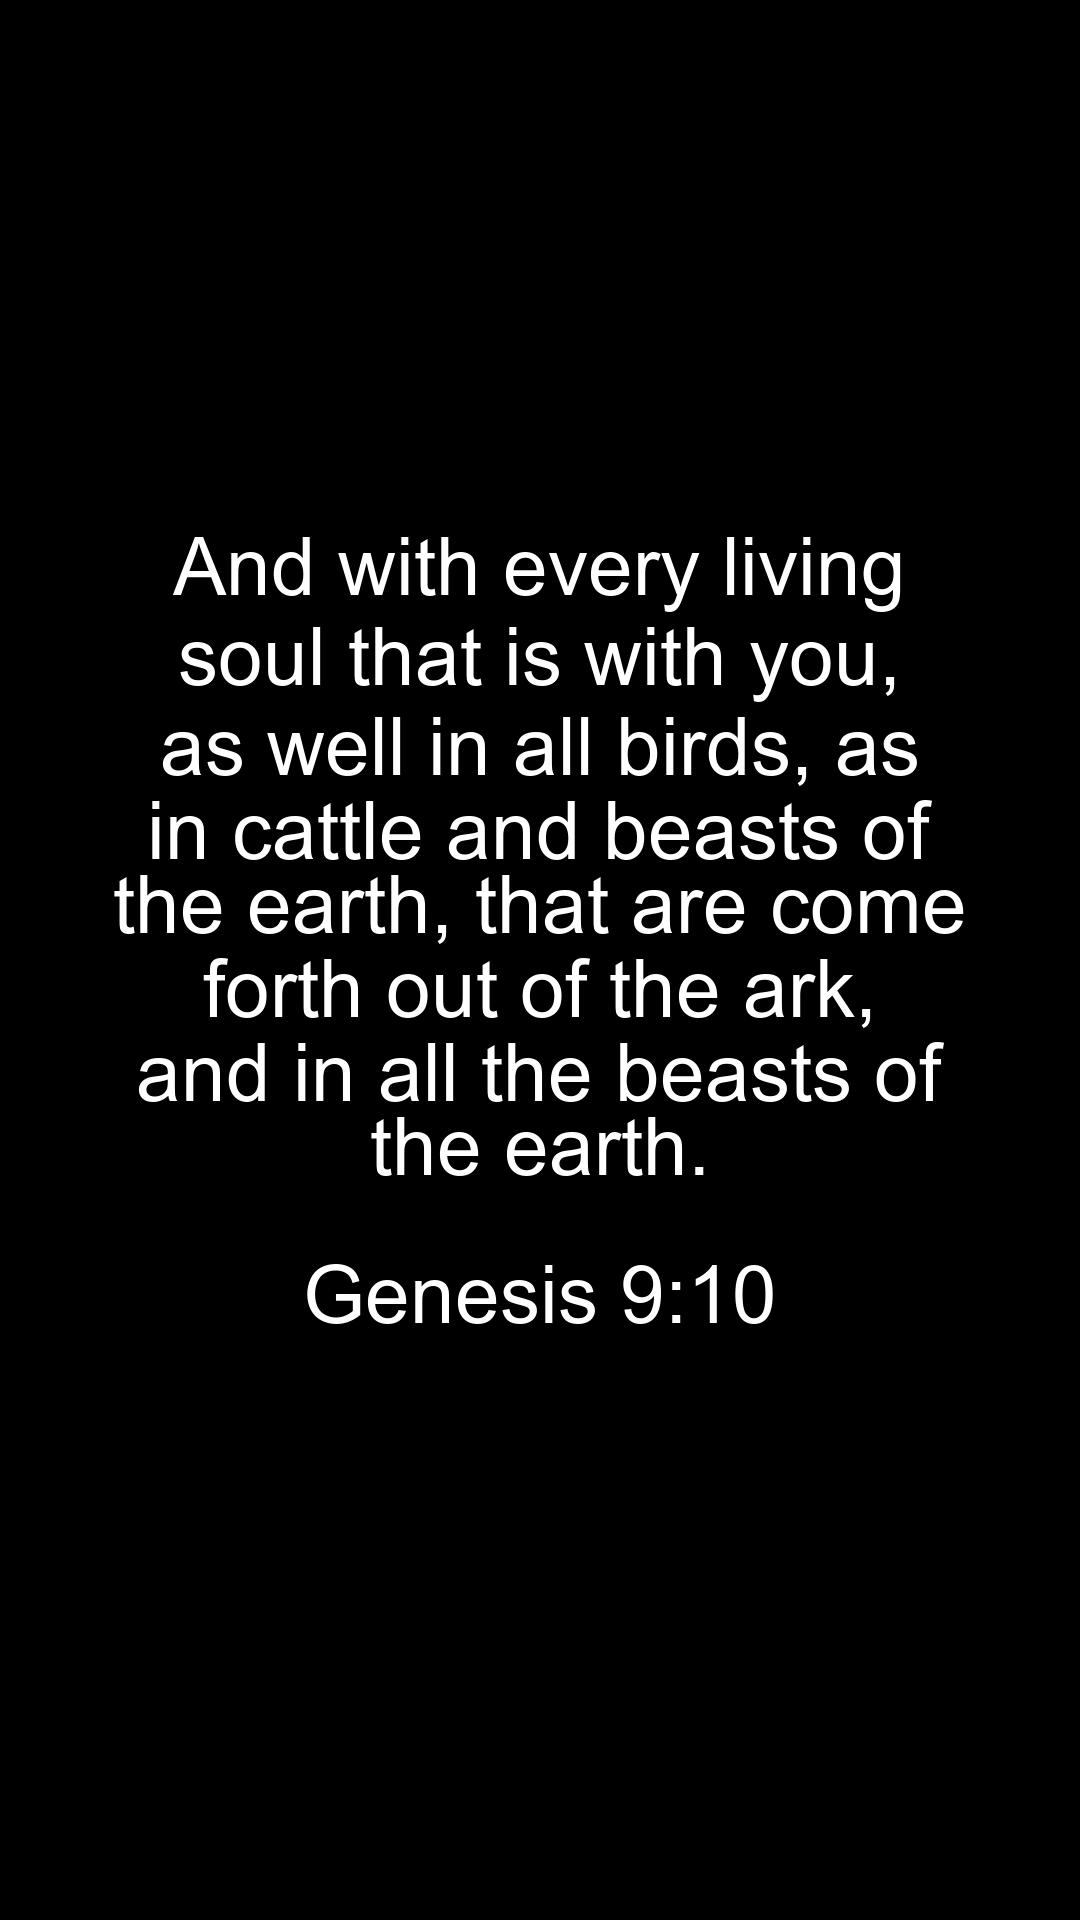 And with every living
soul that is with you,
as well in all birds, as
in cattle and beasts of
the earth, that are come
forth out of the ark,
and in all the beasts of
the earth.
Genesis 9:10